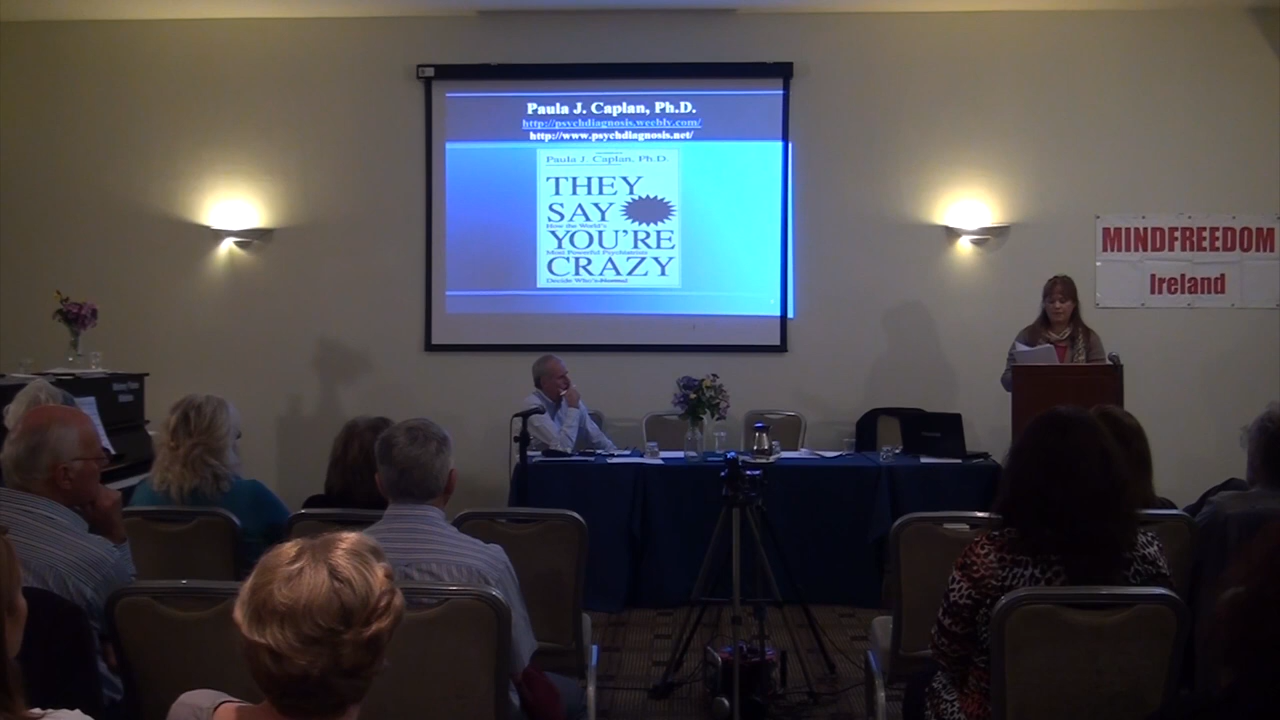 Paula J. Caplan, Ph.D.
http://psychdiagnosis.weebly.com/
http://www.psychdiagnosis.net/
Paula J. Caplan, Ph.D.
THEY
SAY
How the World's
YOU'RE
Most Powerful Psychiatrists
CRAZY
Decide Who's Normal
MINDFREEDOM
Ireland